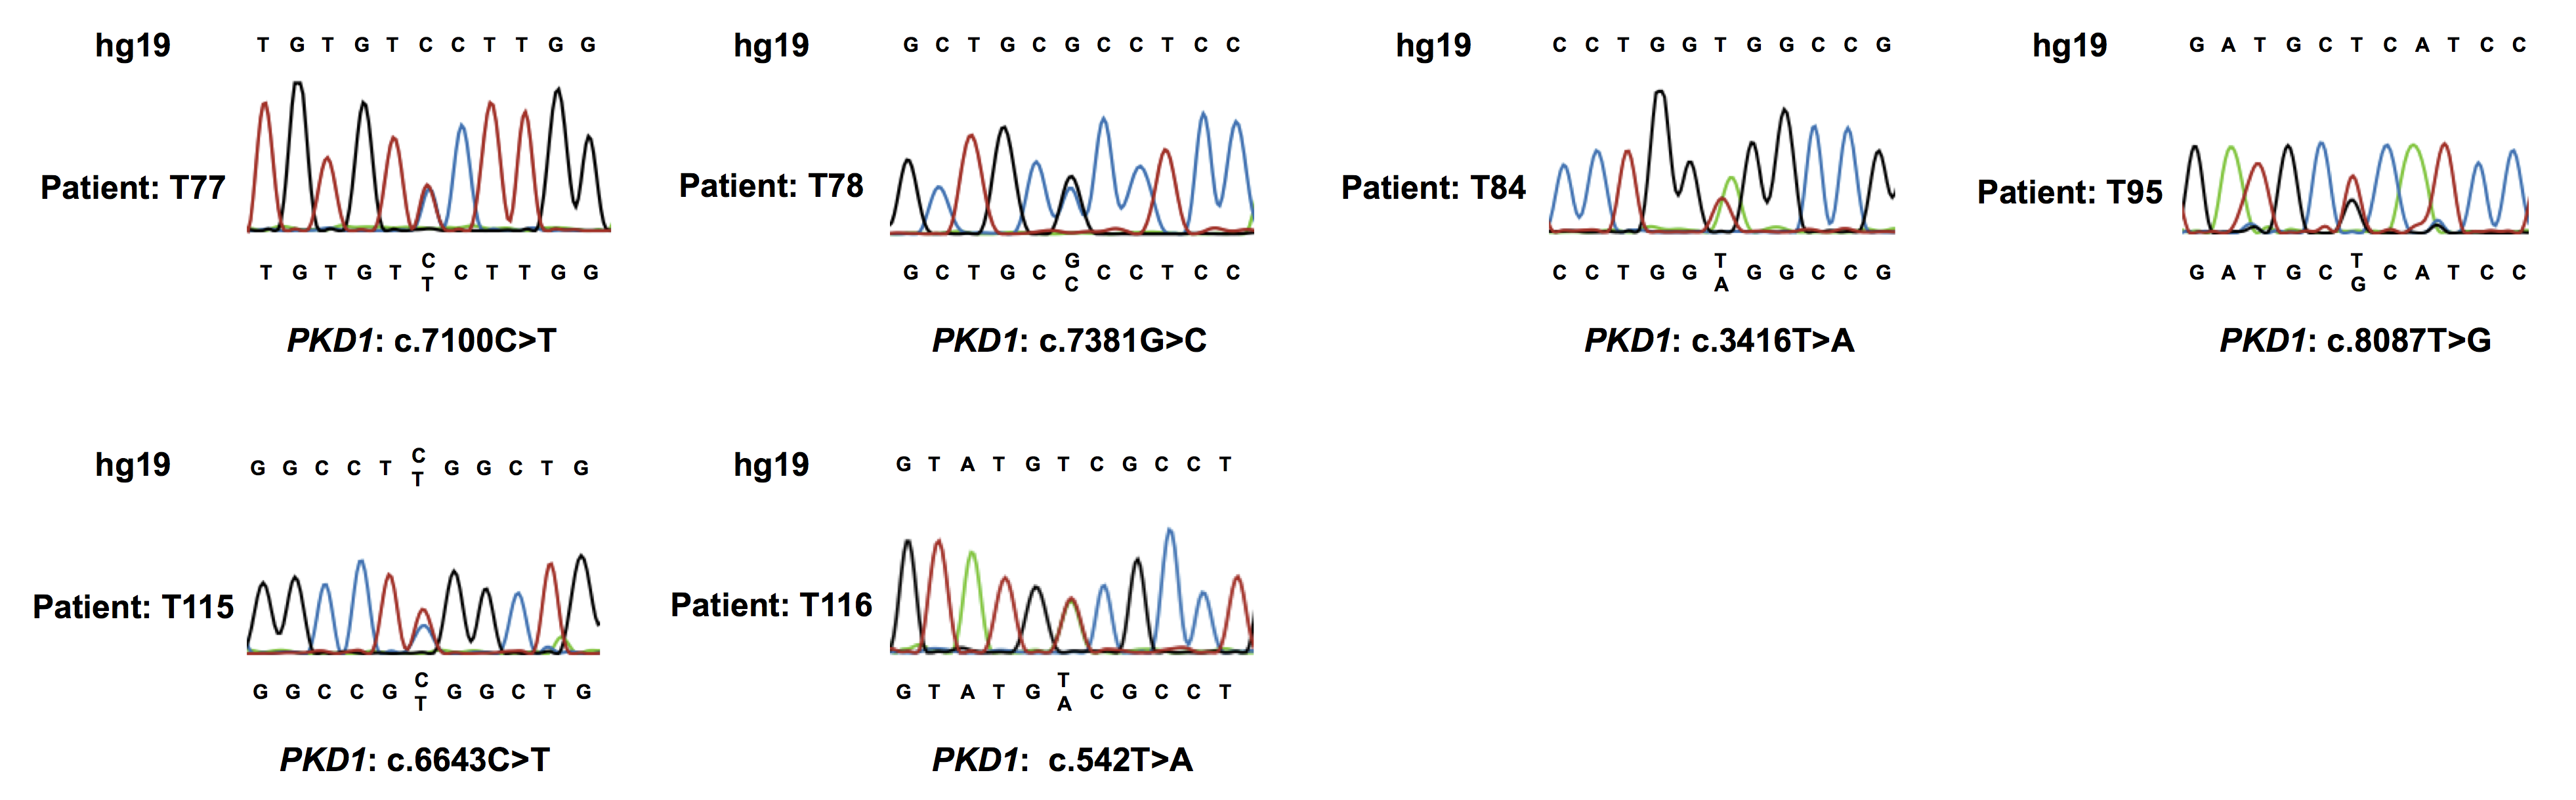 hg19 T G T G T C C T T G G
Patient: T77
T G T G T C C T T G G
T
PKD1: c.7100C>T
hg19 G C T G C G C C T C C
Patient: T78
G C T G C G C C T C C
C
PKD1: c.7381G>C
hg19 C C T G G T G G C C G
Patient: T84
C C T G G T G G C C G
A
PKD1: c.3416T>A
hg19 G A T G C T C A T C C
Patient: T95
G A T G C T C A T C C
G
PKD1: c.8087T>G
hg19 G G C C T C G G C T G
T
Patient: T115
G G C C G C G G C T G
T
PKD1: c.6643C>T
hg19 G T A T G T C G C C T
Patient: T116
G T A T G T C G C C T
A
PKD1: c.542T>A